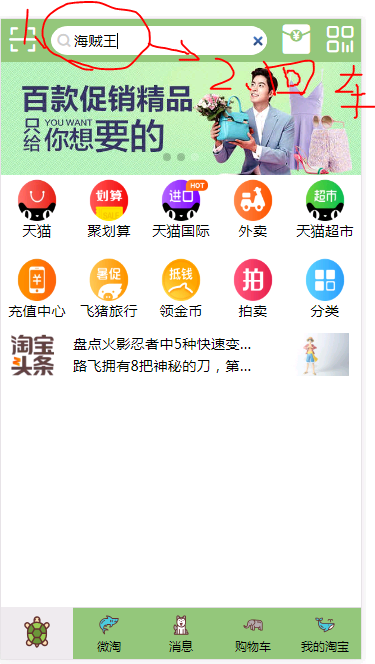 1、
海贼王
2、回车
百款促销精品
只给 YOU WANT 你想要的
划算 进口 HOT 超市
天猫 聚划算 天猫国际 外卖 天猫超市
暑促 抵钱 拍
充值中心 飞猪旅行 领金币 拍卖 分类
淘宝头条
盘点火影忍者中5种快速变...
路飞拥有8把神秘的刀，第...
微淘 消息 购物车 我的淘宝